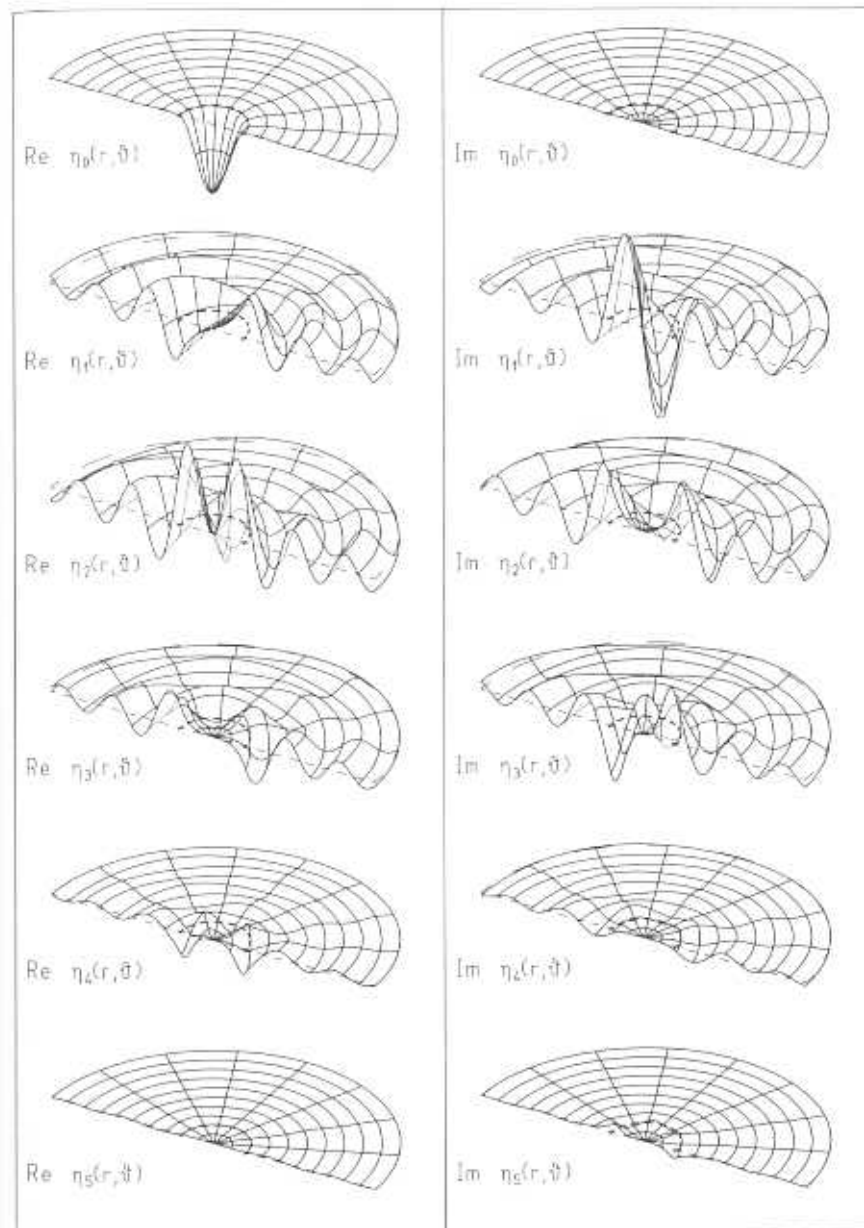 Re η₀(r,ϑ)
Im η₀(r,ϑ)
Re η₁(r,ϑ)
Im η₁(r,ϑ)
Re η₂(r,ϑ)
Im η₂(r,ϑ)
Re η₃(r,ϑ)
Im η₃(r,ϑ)
Re η₄(r,ϑ)
Im η₄(r,ϑ)
Re η₅(r,ϑ)
Im η₅(r,ϑ)